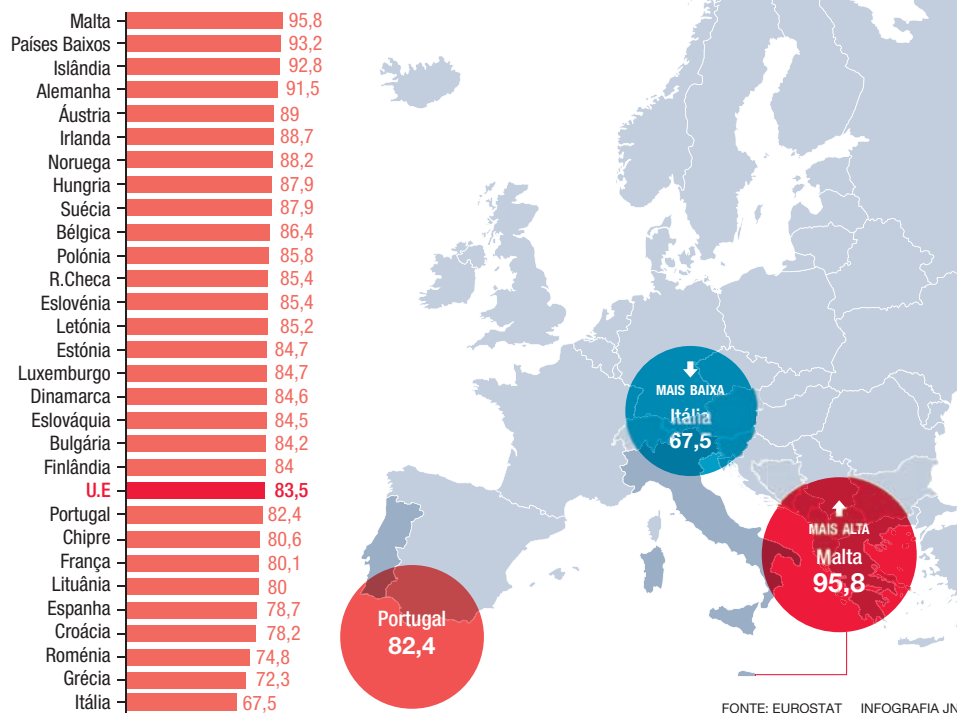 Malta 95,8
Países Baixos 93,2
Islândia 92,8
Alemanha 91,5
Áustria 89
Irlanda 88,7
Noruega 88,2
Hungria 87,9
Suécia 87,9
Bélgica 86,4
Polónia 85,8
R.Checa 85,4
Eslovénia 85,4
Letónia 85,2
Estónia 84,7
Luxemburgo 84,7
Dinamarca 84,6
Eslováquia 84,5
Bulgária 84,2
Finlândia 84
U.E 83,5
Portugal 82,4
Chipre 80,6
França 80,1
Lituânia 80
Espanha 78,7
Croácia 78,2
Roménia 74,8
Grécia 72,3
Itália 67,5
MAIS BAIXA
Itália
67,5
MAIS ALTA
Malta
95,8
Portugal
82,4
FONTE: EUROSTAT INFOGRAFIA JN